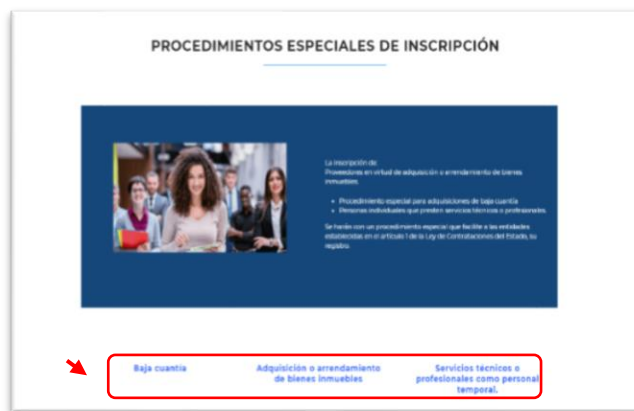 PROCEDIMIENTOS ESPECIALES DE INSCRIPCIÓN
La inscripción de:
Proveedores en virtud de adquisición o arrendamiento de bienes
inmuebles.
• Procedimiento especial para adquisiciones de baja cuantía
• Personas individuales que presten servicios técnicos o profesionales
Se harán con un procedimiento especial que facilite a las entidades
establecidas en el artículo 1 de la Ley de Contrataciones del Estado, su
registro.
Baja cuantía
Adquisición o arrendamiento
de bienes inmuebles
Servicios técnicos o
profesionales como personal
temporal.